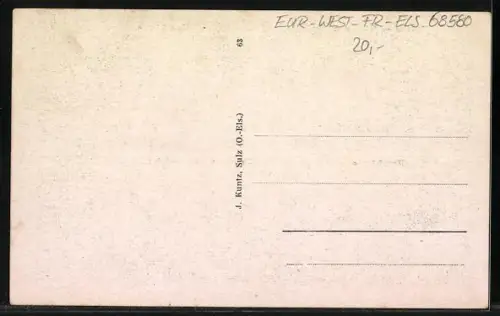 EUR-WEST-FR-ELS 68580
20,-
63
J. Kuntz, Sulz (O.-Els.)